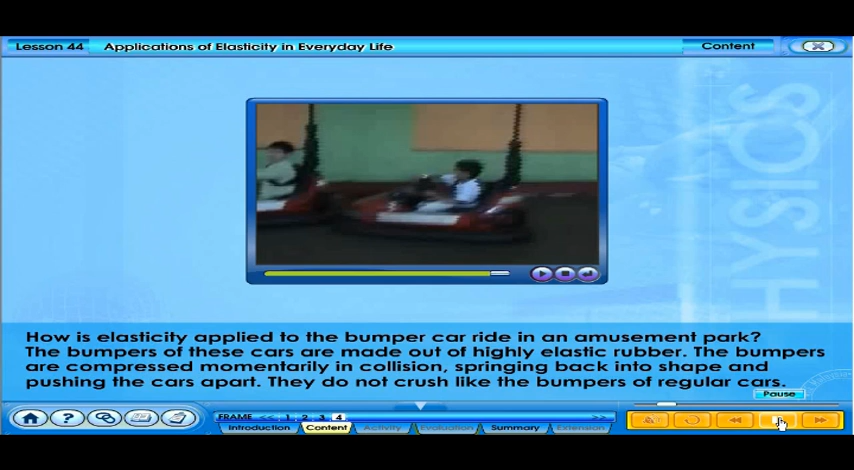 Lesson 44
Applications of Elasticity in Everyday Life
Content
PHYSICS
How is elasticity applied to the bumper car ride in an amusement park?
The bumpers of these cars are made out of highly elastic rubber. The bumpers
are compressed momentarily in collision, springing back into shape and
pushing the cars apart. They do not crush like the bumpers of regular cars.
Pause
FRAME << 1 2 3 4 >>
Introduction Content Activity Evaluation Summary Extension